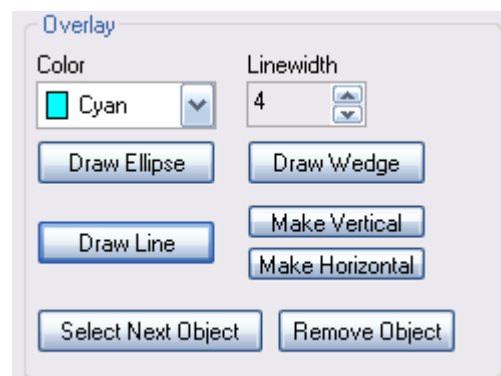 Overlay
Color Linewidth
Cyan 4
Draw Ellipse Draw Wedge
Draw Line
Make Vertical
Make Horizontal
Select Next Object Remove Object